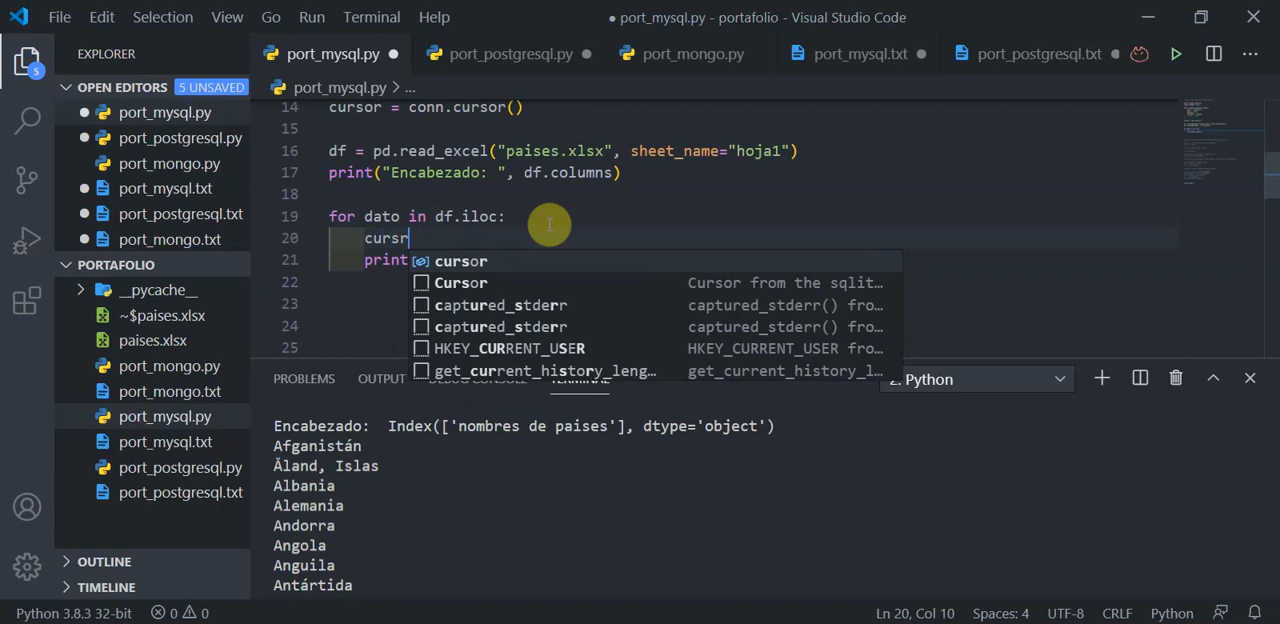 File Edit Selection View Go Run Terminal Help
● port_mysql.py - portafolio - Visual Studio Code
EXPLORER
port_mysql.py
port_postgresql.py
port_mongo.py
port_mysql.txt
port_postgresql.txt
OPEN EDITORS 5 UNSAVED
port_mysql.py > ...
5
port_mysql.py
port_postgresql.py
port_mongo.py
port_mysql.txt
port_postgresql.txt
port_mongo.txt
PORTAFOLIO
__pycache__
~$paises.xlsx
paises.xlsx
port_mongo.py
port_mongo.txt
port_mysql.py
port_mysql.txt
port_postgresql.py
port_postgresql.txt
OUTLINE
TIMELINE
14 cursor = conn.cursor()
15
16 df = pd.read_excel("paises.xlsx", sheet_name="hoja1")
17 print("Encabezado: ", df.columns)
18
19 for dato in df.iloc:
20 cursr
21 print
22
23
24
25
cursor
Cursor Cursor from the sqlit…
captured_stderr captured_stderr() fro…
captured_stderr captured_stderr() fro…
HKEY_CURRENT_USER HKEY_CURRENT_USER fro…
get_current_history_leng… get_current_history_l…
PROBLEMS OUTPUT DEBUG CONSOLE TERMINAL
2: Python
Encabezado:  Index(['nombres de paises'], dtype='object')
Afganistán
Åland, Islas
Albania
Alemania
Andorra
Angola
Anguila
Antártida
Python 3.8.3 32-bit 0 0
Ln 20, Col 10 Spaces: 4 UTF-8 CRLF Python